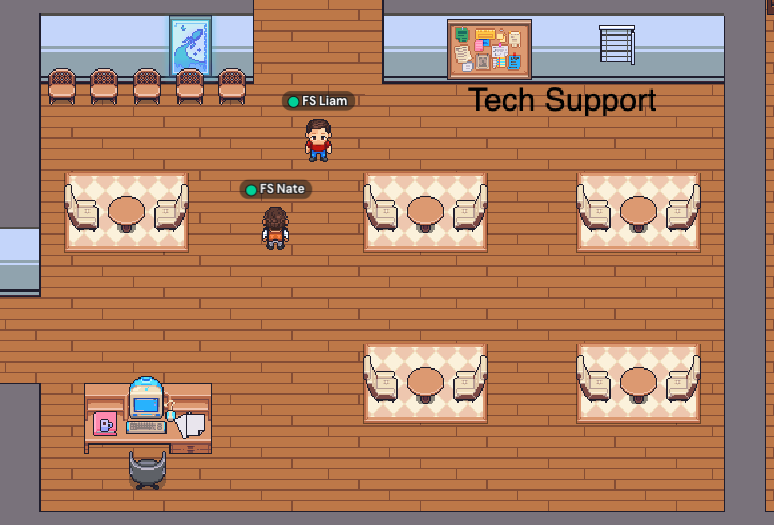 FS Liam
Tech Support
FS Nate